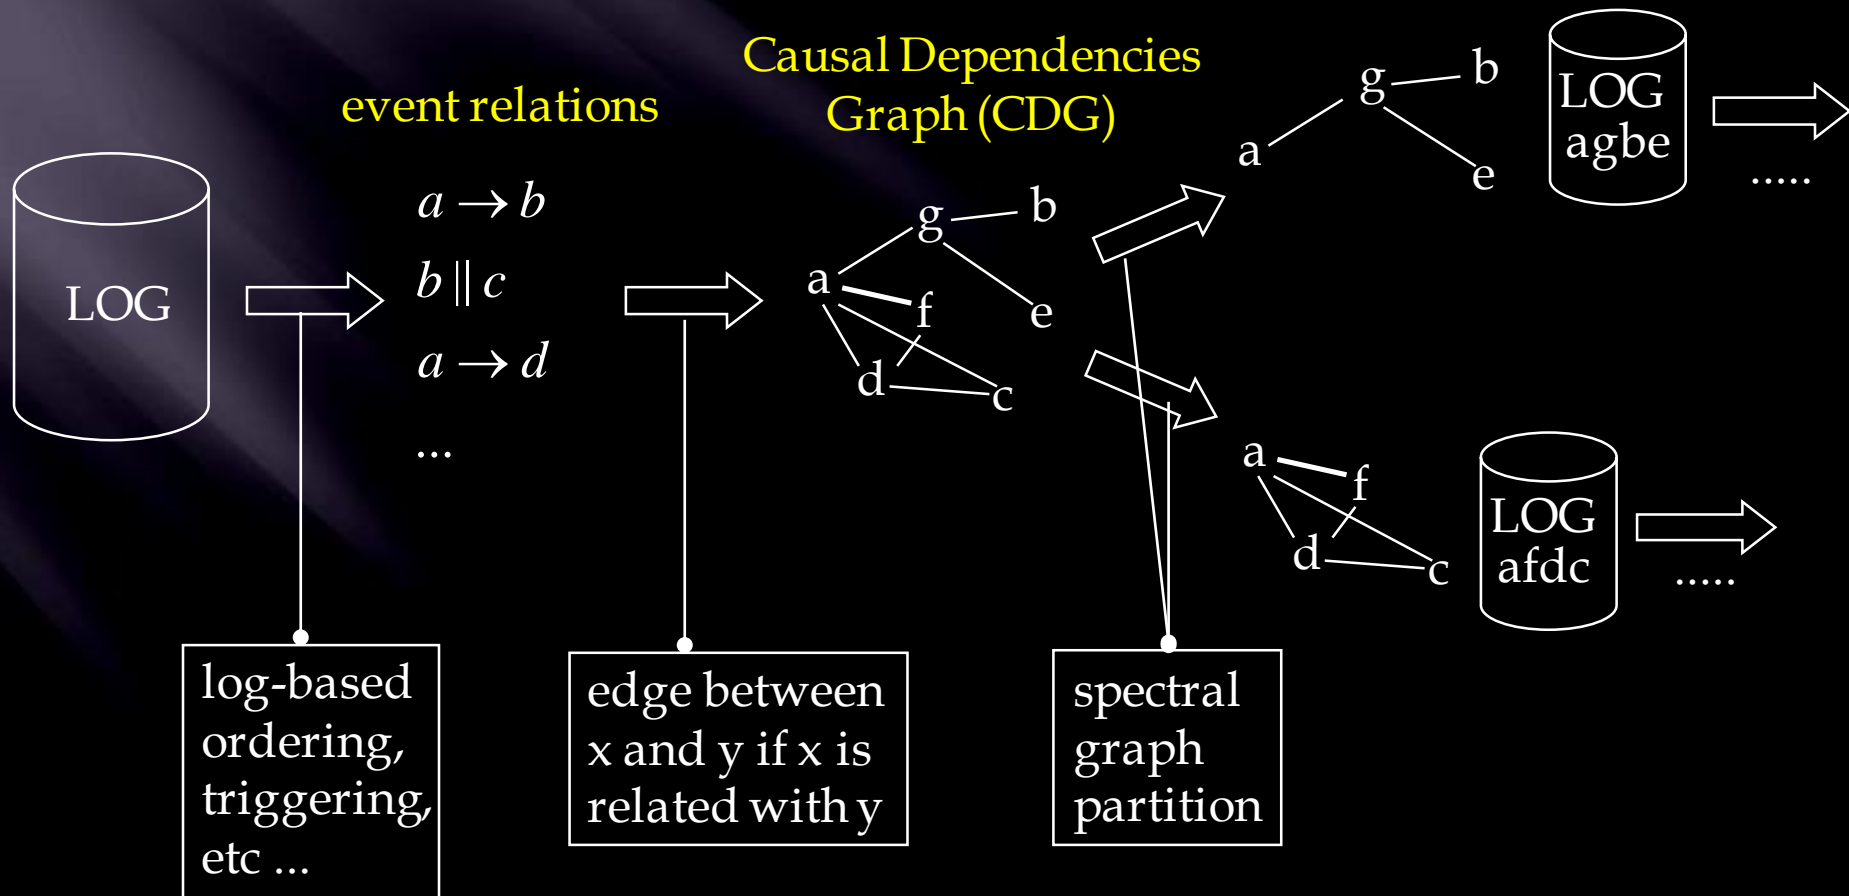 Causal Dependencies
Graph (CDG)
event relations
LOG
a → b
b || c
a → d
...
g
b
a
f
e
d
c
g
b
a
e
LOG
agbe
.....
a
f
d
c
LOG
afdc
.....
log-based
ordering,
triggering,
etc ...
edge between
x and y if x is
related with y
spectral
graph
partition